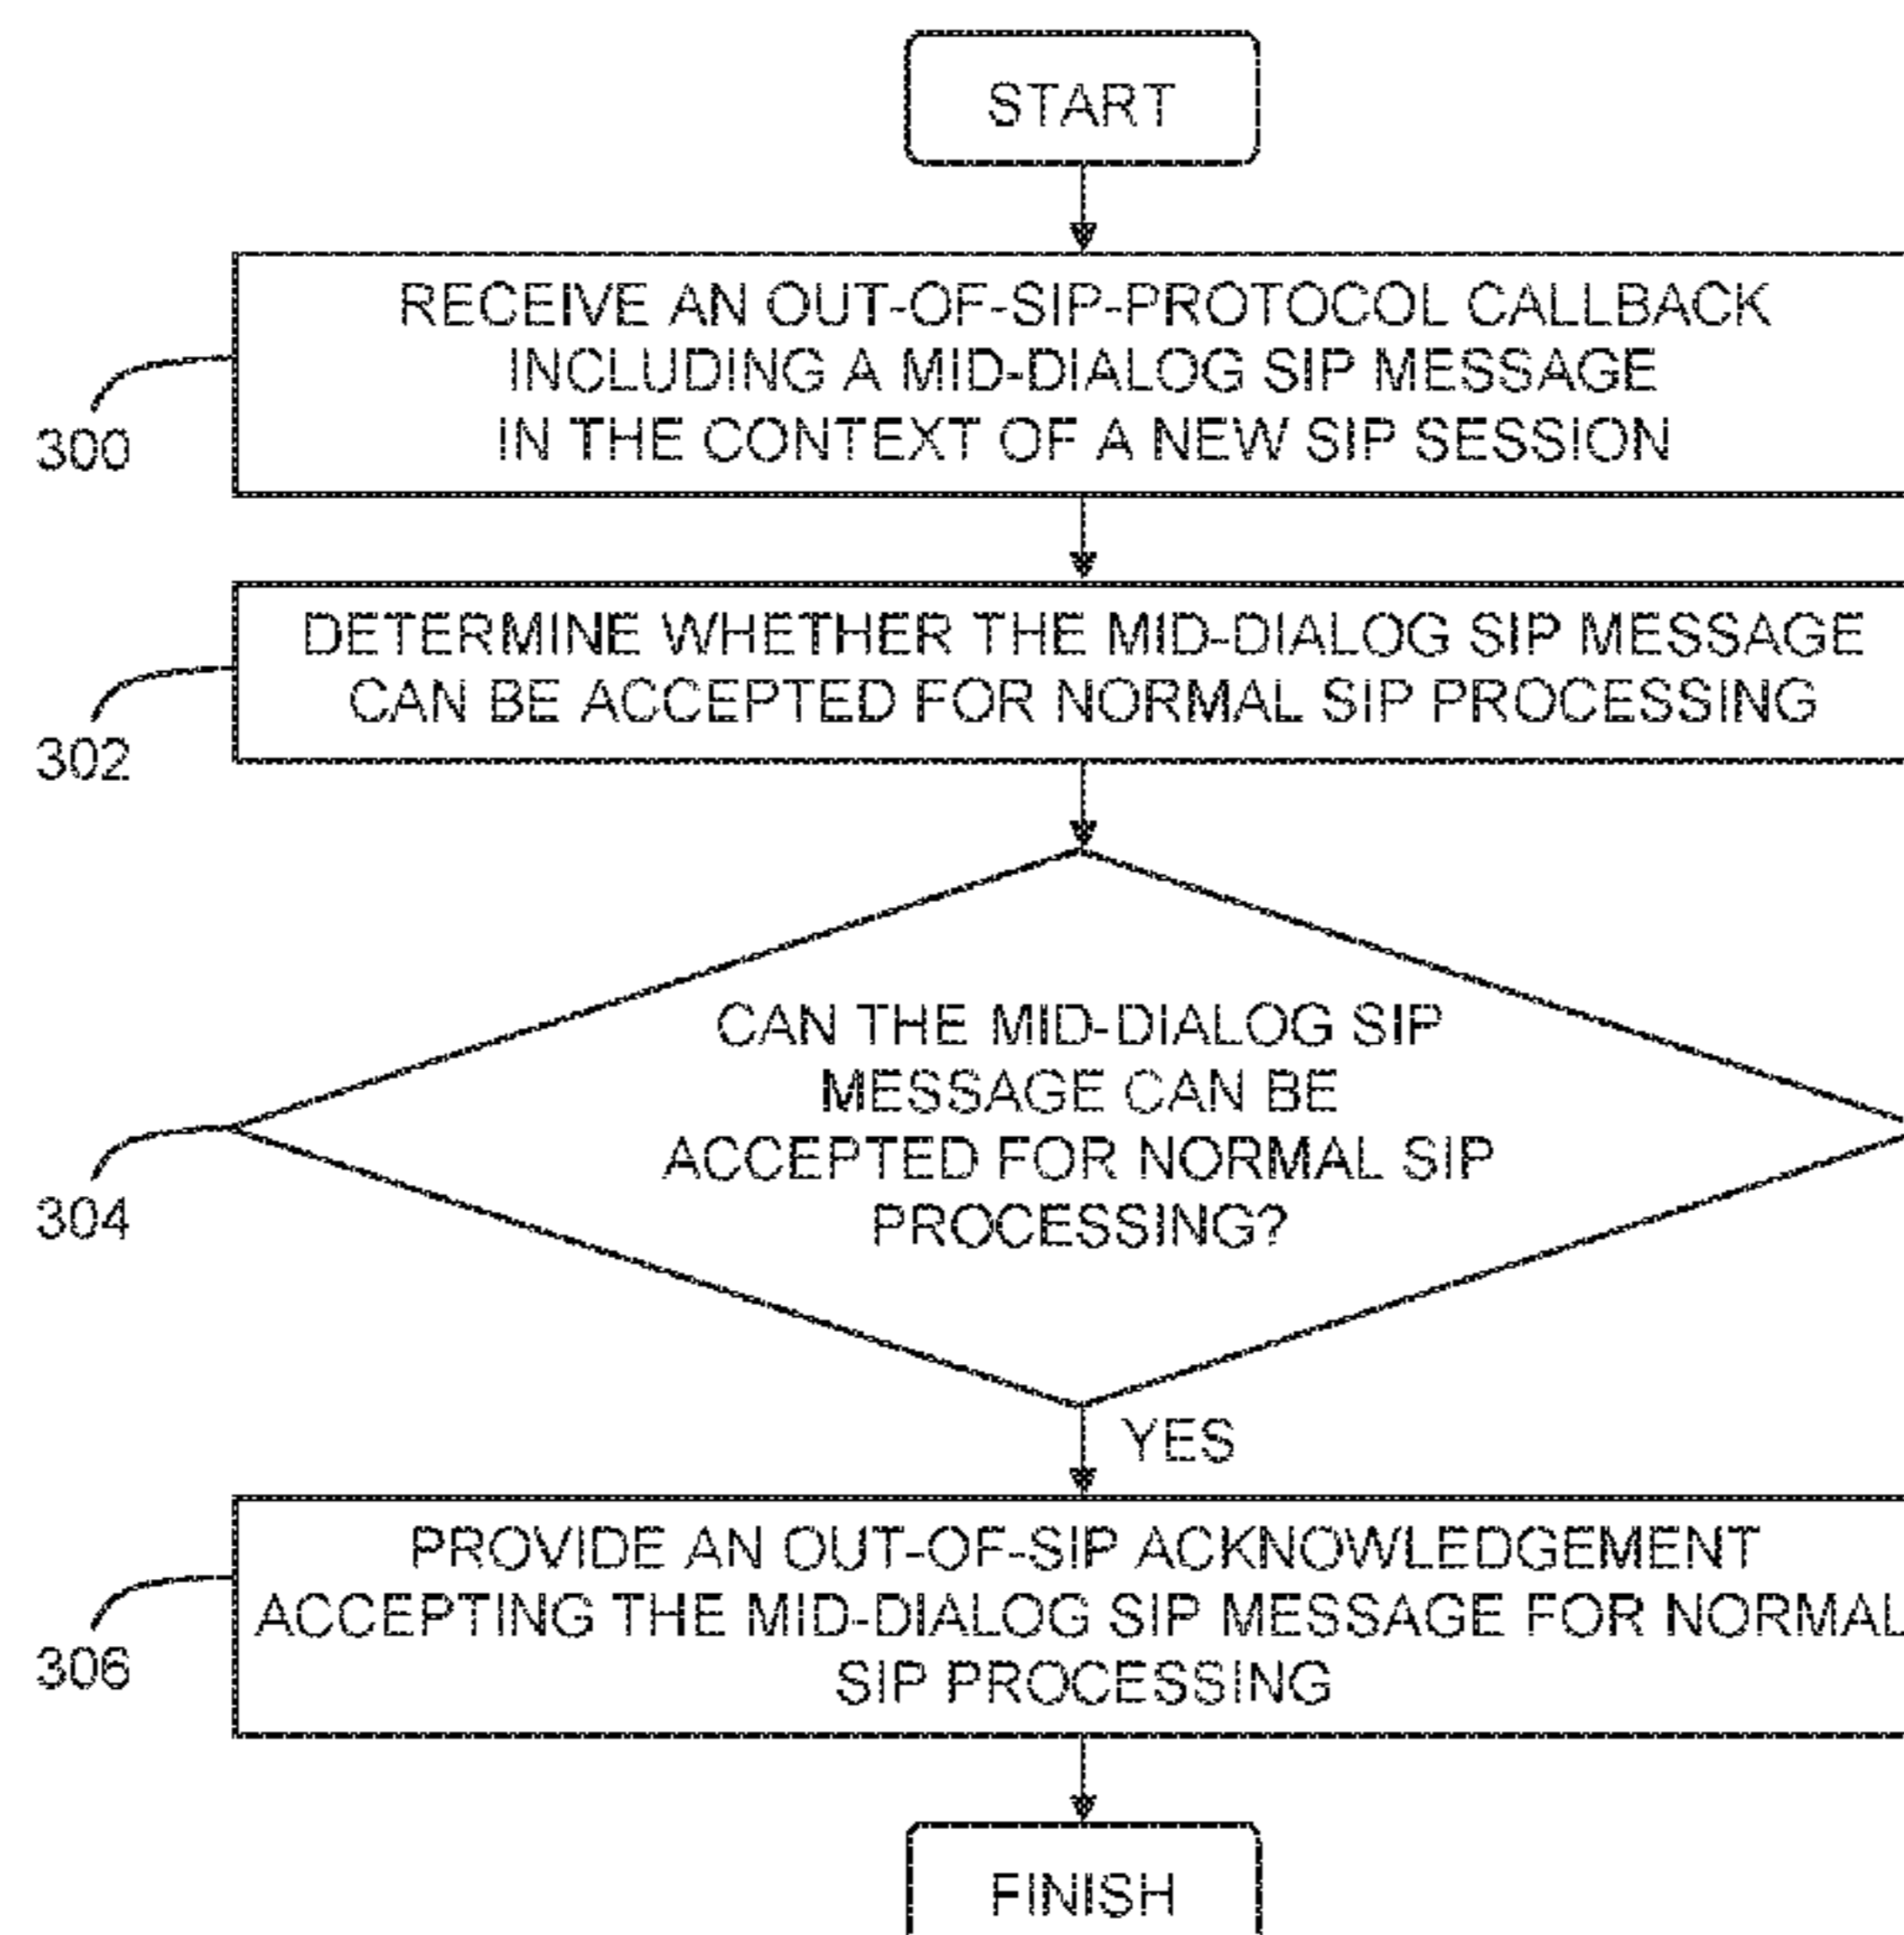 START
RECEIVE AN OUT-OF-SIP-PROTOCOL CALLBACK
INCLUDING A MID-DIALOG SIP MESSAGE
IN THE CONTEXT OF A NEW SIP SESSION
300
DETERMINE WHETHER THE MID-DIALOG SIP MESSAGE
CAN BE ACCEPTED FOR NORMAL SIP PROCESSING
302
CAN THE MID-DIALOG SIP
MESSAGE CAN BE
ACCEPTED FOR NORMAL SIP
PROCESSING?
304
YES
PROVIDE AN OUT-OF-SIP ACKNOWLEDGEMENT
ACCEPTING THE MID-DIALOG SIP MESSAGE FOR NORMAL
SIP PROCESSING
306
FINISH